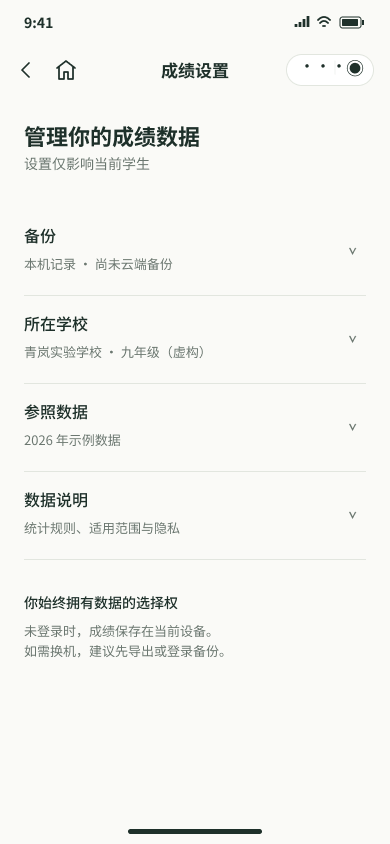 9:41
成绩设置
管理你的成绩数据
设置仅影响当前学生
备份
本机记录 · 尚未云端备份
所在学校
青岚实验学校 · 九年级（虚构）
参照数据
2026 年示例数据
数据说明
统计规则、适用范围与隐私
你始终拥有数据的选择权
未登录时，成绩保存在当前设备。
如需换机，建议先导出或登录备份。